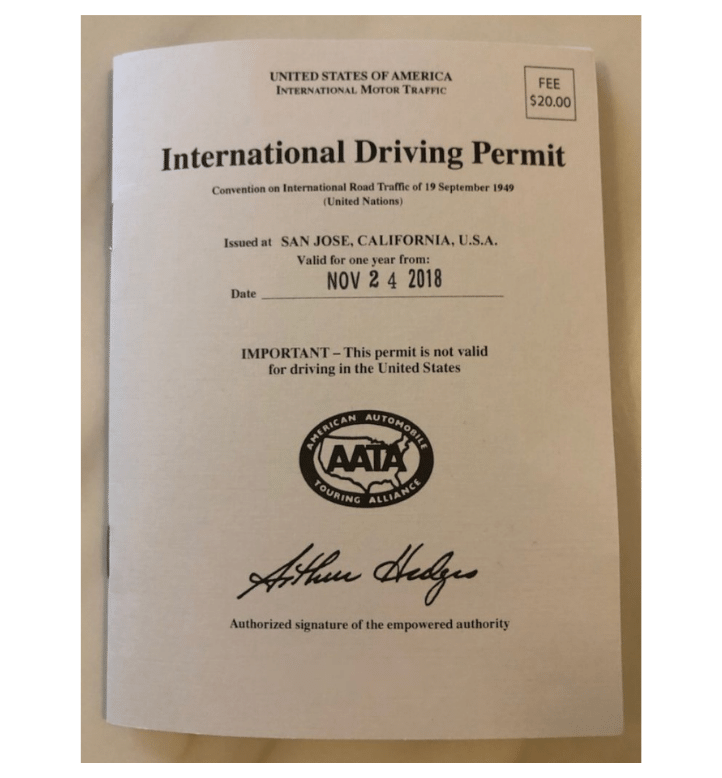 UNITED STATES OF AMERICA
INTERNATIONAL MOTOR TRAFFIC
FEE
$20.00
International Driving Permit
Convention on International Road Traffic of 19 September 1949
(United Nations)
Issued at SAN JOSE, CALIFORNIA, U.S.A.
Valid for one year from:
Date NOV 24 2018
IMPORTANT – This permit is not valid
for driving in the United States
AMERICAN AUTOMOBILE
AATA
TOURING ALLIANCE
Arthur Hedges
Authorized signature of the empowered authority